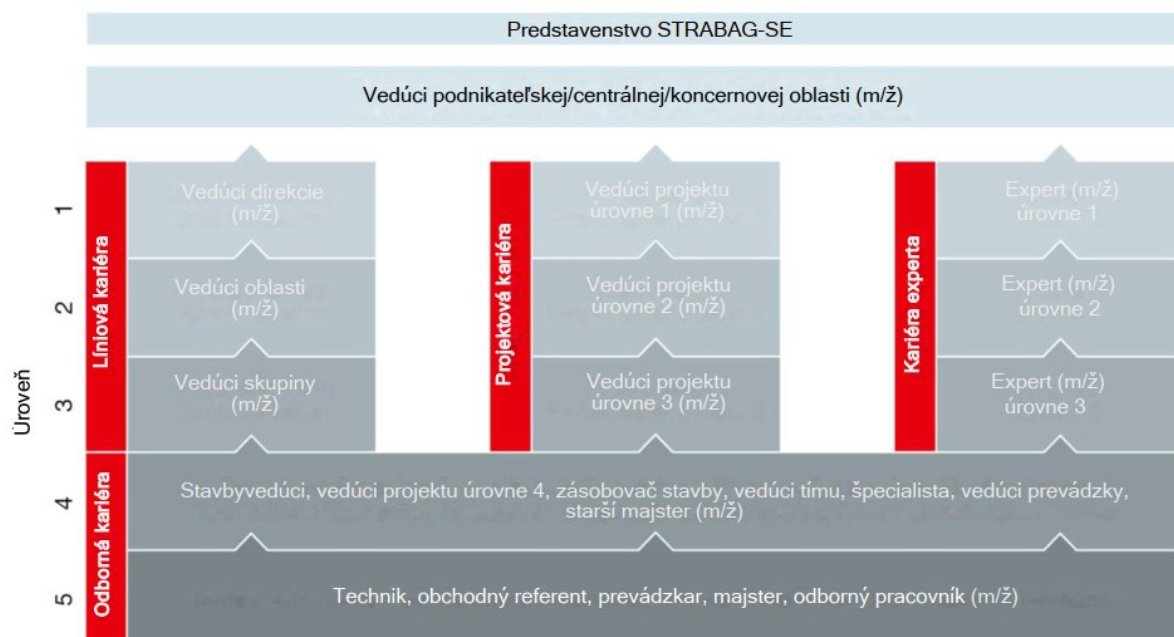 Predstavenstvo STRABAG-SE
Vedúci podnikateľskej/centrálnej/koncernovej oblasti (m/ž)
Úroveň
1
2
3
4
5
Líniová kariéra
Vedúci direkcie
(m/ž)
Vedúci oblasti
(m/ž)
Vedúci skupiny
(m/ž)
Projektová kariéra
Vedúci projektu
úrovne 1 (m/ž)
Vedúci projektu
úrovne 2 (m/ž)
Vedúci projektu
úrovne 3 (m/ž)
Kariéra experta
Expert (m/ž)
úrovne 1
Expert (m/ž)
úrovne 2
Expert (m/ž)
úrovne 3
Odborná kariéra
Stavbyvedúci, vedúci projektu úrovne 4, zásobovač stavby, vedúci tímu, špecialista, vedúci prevádzky,
starší majster (m/ž)
Technik, obchodný referent, prevádzkar, majster, odborný pracovník (m/ž)